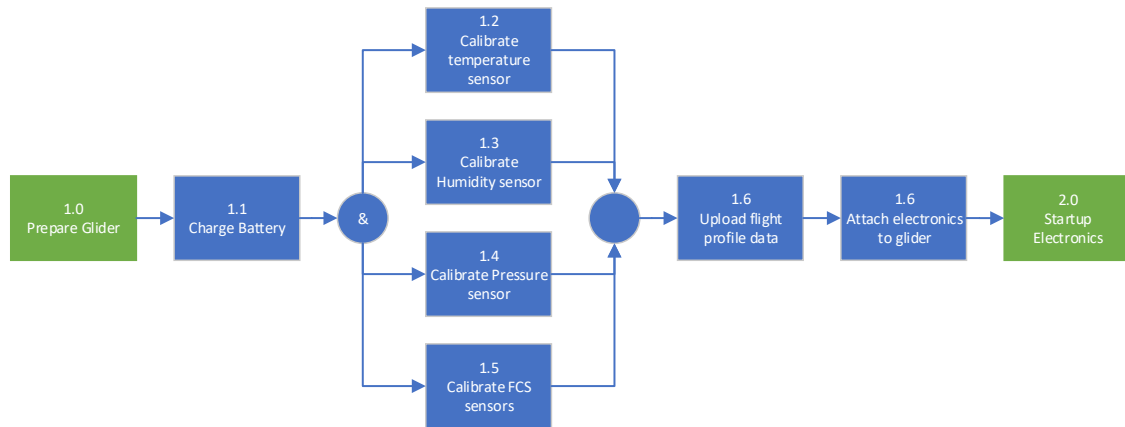 1.0
Prepare Glider
1.1
Charge Battery
&
1.2
Calibrate
temperature
sensor
1.3
Calibrate
Humidity sensor
1.4
Calibrate Pressure
sensor
1.5
Calibrate FCS
sensors
1.6
Upload flight
profile data
1.6
Attach electronics
to glider
2.0
Startup
Electronics